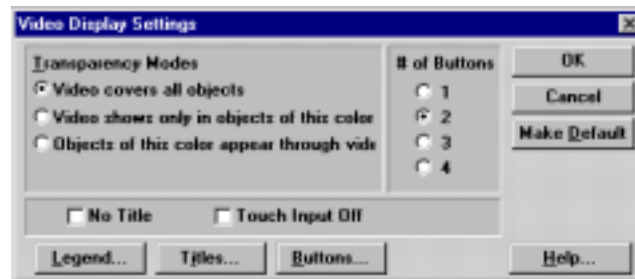 Video Display Settings
Transparency Modes
Video covers all objects
Video shows only in objects of this color
Objects of this color appear through vide
# of Buttons
1
2
3
4
OK
Cancel
Make Default
No Title
Touch Input Off
Legend...
Titles...
Buttons....
Help...